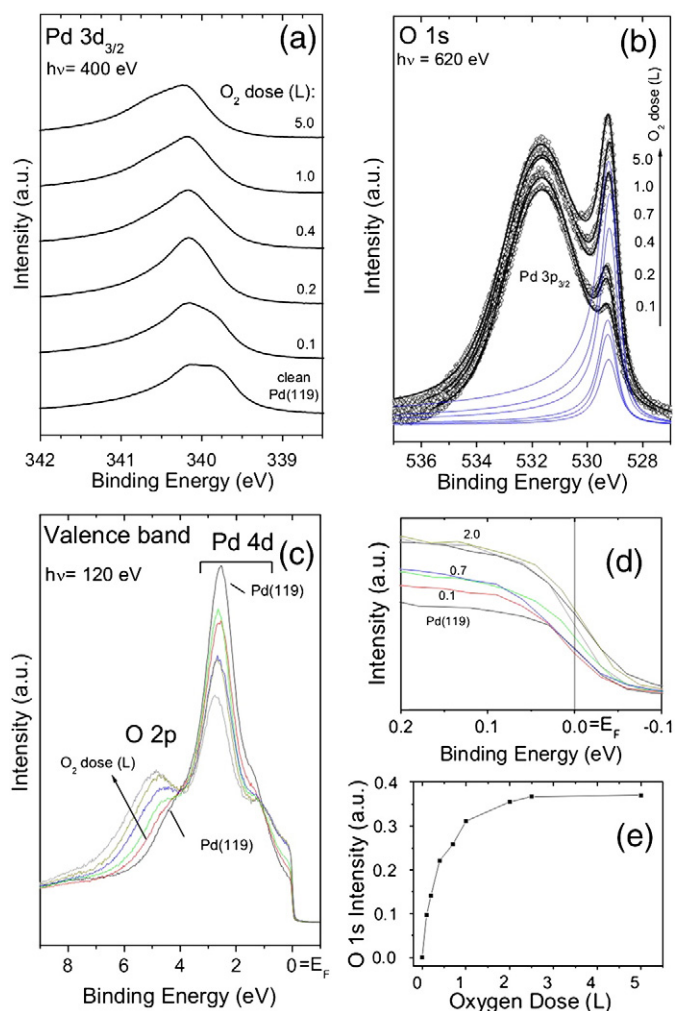 Pd 3d3/2
(a)
hν= 400 eV
O2 dose (L):
5.0
1.0
0.4
0.2
0.1
clean
Pd(119)
Intensity (a.u.)
342 341 340 339
Binding Energy (eV)
O 1s
(b)
hν = 620 eV
O2 dose (L)
5.0
1.0
0.7
0.4
0.2
0.1
Pd 3p3/2
Intensity (a.u.)
536 534 532 530 528
Binding Energy (eV)
Valence band
Pd 4d
(c)
hν= 120 eV
Pd(119)
O 2p
O2 dose (L)
Pd(119)
Intensity (a.u.)
8 6 4 2 0 =EF
Binding Energy (eV)
(d)
2.0
0.7
0.1
Pd(119)
Intensity (a.u.)
0.2 0.1 0.0 =EF -0.1
Binding Energy (eV)
(e)
O 1s Intensity (a.u.)
0.4
0.3
0.2
0.1
0.0
0 1 2 3 4 5
Oxygen Dose (L)